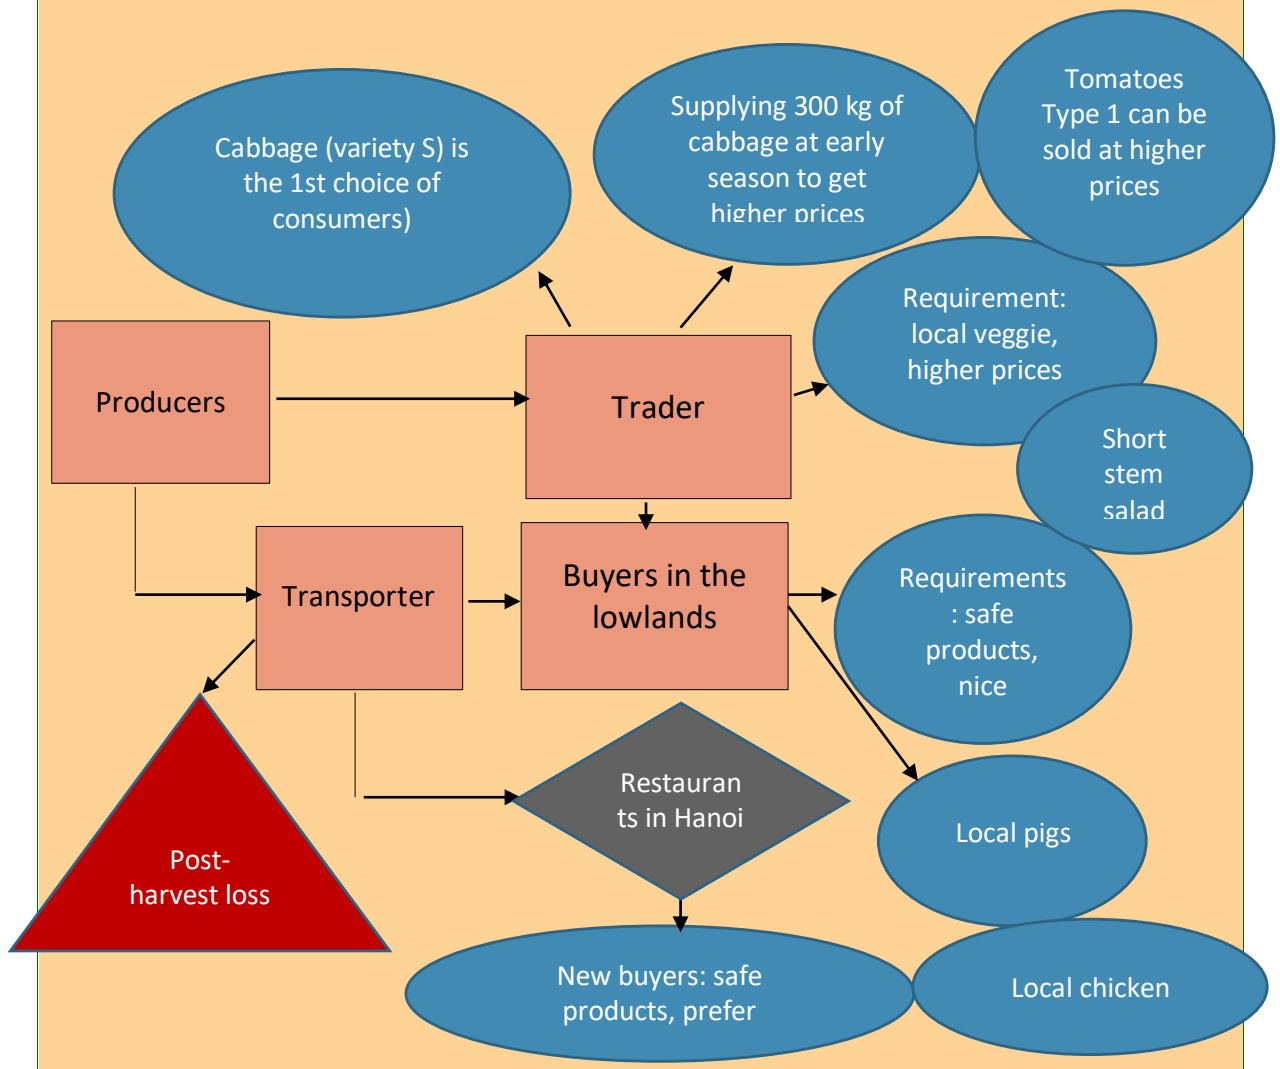 Cabbage (variety S) is
the 1st choice of
consumers)
Supplying 300 kg of
cabbage at early
season to get
higher prices
Tomatoes
Type 1 can be
sold at higher
prices
Requirement:
local veggie,
higher prices
Producers
Trader
Short
stem
salad
Transporter
Buyers in the
lowlands
Requirements
: safe
products,
nice
Restauran
ts in Hanoi
Local pigs
Post-
harvest loss
New buyers: safe
products, prefer
Local chicken